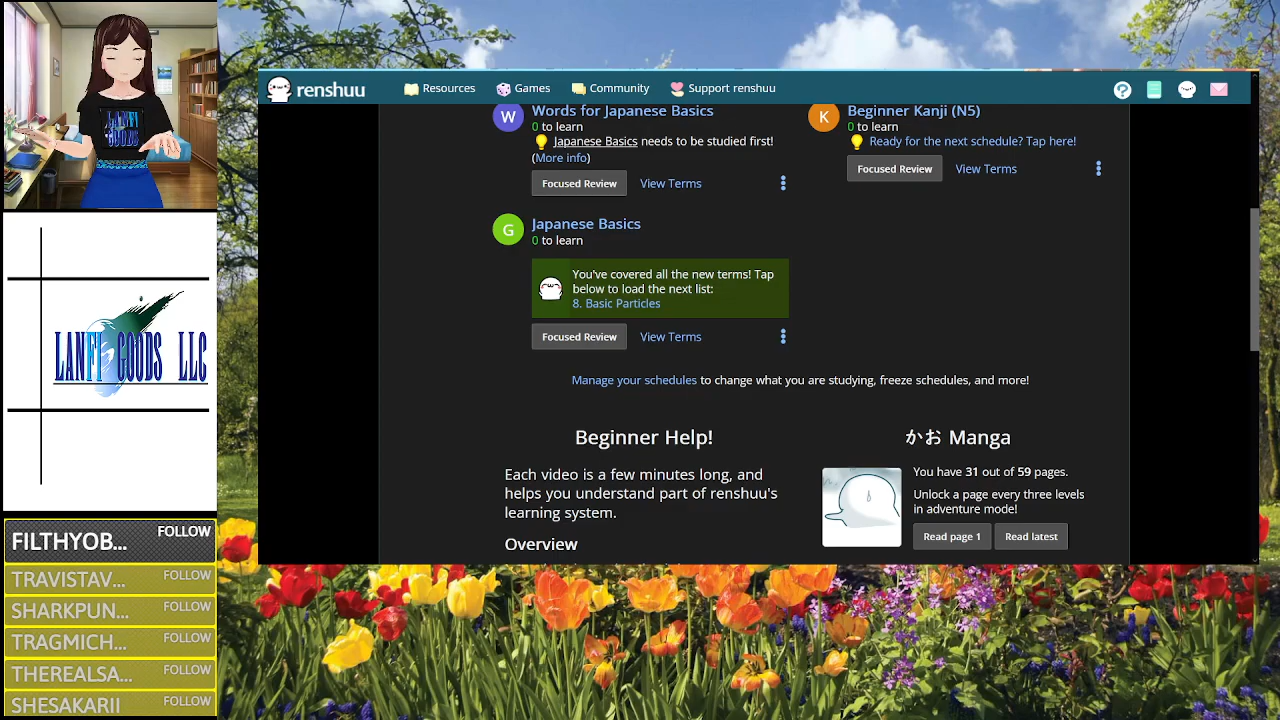 LANFI
GOODS
LANFI GOODS LLC
FILTHYOB... FOLLOW
TRAVISTAV... FOLLOW
SHARKPUN... FOLLOW
TRAGMICH... FOLLOW
THEREALSA... FOLLOW
SHESAKARII FOLLOW
renshuu Resources Games Community Support renshuu
W Words for Japanese Basics
0 to learn
Japanese Basics needs to be studied first!
(More info)
Focused Review View Terms
K Beginner Kanji (N5)
0 to learn
Ready for the next schedule? Tap here!
Focused Review View Terms
G Japanese Basics
0 to learn
You've covered all the new terms! Tap
below to load the next list:
8. Basic Particles
Focused Review View Terms
Manage your schedules to change what you are studying, freeze schedules, and more!
Beginner Help!
Each video is a few minutes long, and
helps you understand part of renshuu's
learning system.
Overview
かお Manga
You have 31 out of 59 pages.
Unlock a page every three levels
in adventure mode!
Read page 1 Read latest